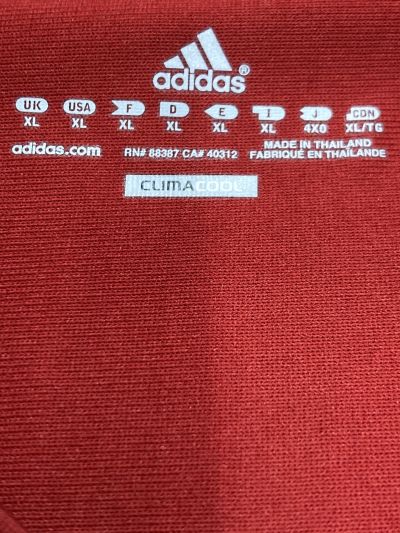 adidas®
UK USA F D E I J CDN
XL XL XL XL XL XL 4XO XL/TG
adidas.com RN# 88387 CA# 40312 MADE IN THAILAND
FABRIQUÉ EN THAÏLANDE
CLIMACOOL